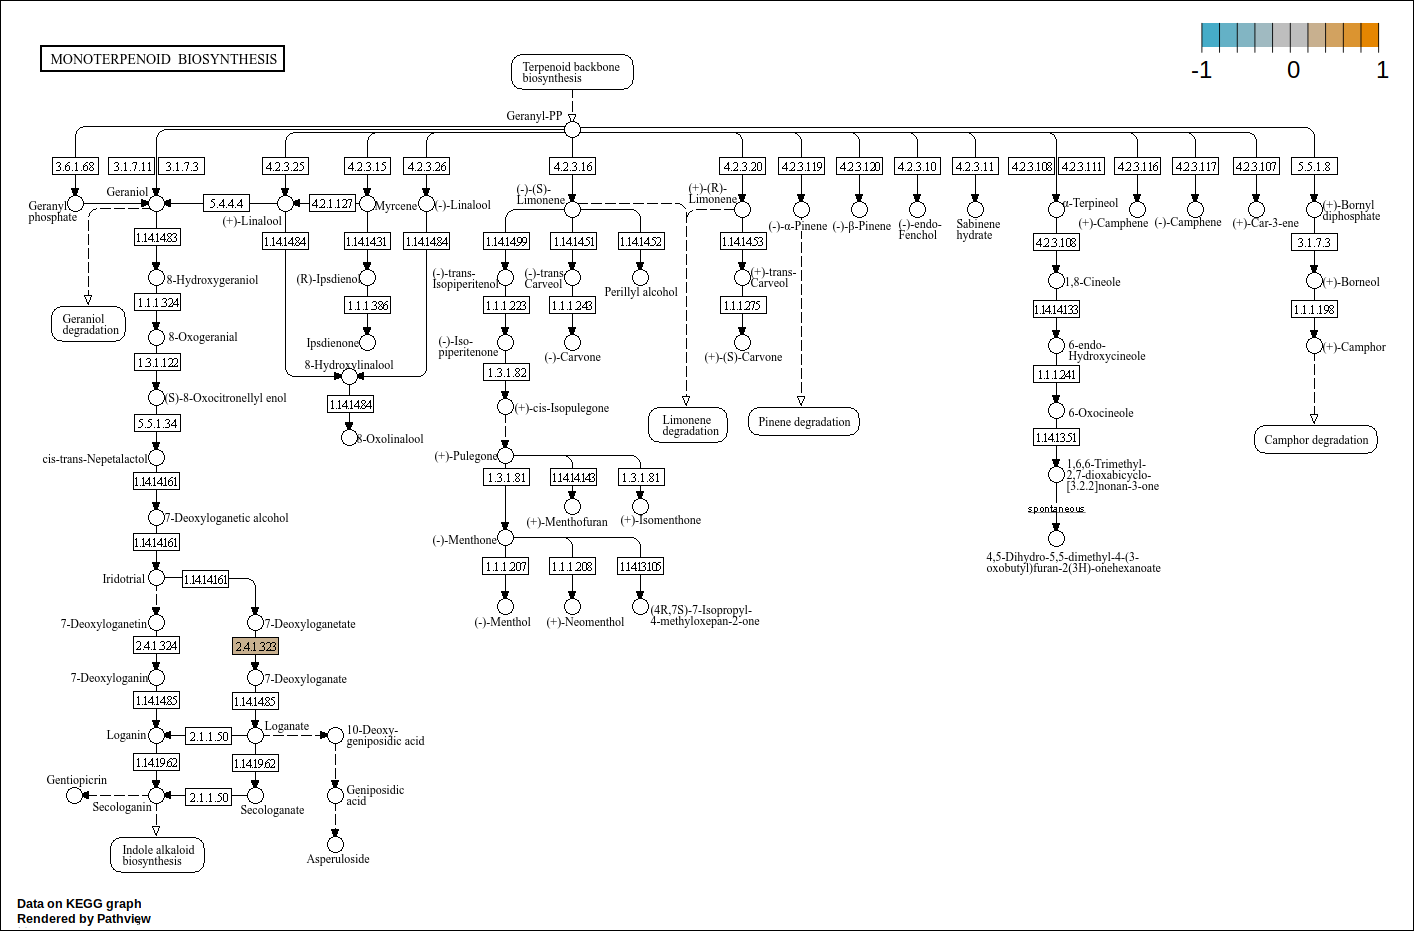 MONOTERPENOID BIOSYNTHESIS
-1 0 1
Terpenoid backbone
biosynthesis
Geranyl-PP
3.6.1.68 3.1.7.11 3.1.7.3 4.2.3.25 4.2.3.15 4.2.3.26 4.2.3.16 4.2.3.20 4.2.3.119 4.2.3.120 4.2.3.10 4.2.3.11 4.2.3.108 4.2.3.111 4.2.3.116 4.2.3.117 4.2.3.107 5.5.1.8
Geranyl
phosphate
Geraniol
5.4.4.4
(+)-Linalool
4.2.1.127
Myrcene
(-)-Linalool
(-)-(S)-
Limonene
(+)-(R)-
Limonene
(-)-α-Pinene
(-)-β-Pinene
(-)-endo-
Fenchol
Sabinene
hydrate
α-Terpineol
(+)-Camphene
(-)-Camphene
(+)-Car-3-ene
(+)-Bornyl
diphosphate
1.14.14.83 1.14.14.84 1.14.14.31 1.14.14.84 1.14.14.99 1.14.14.51 1.14.14.52 1.14.14.53 4.2.3.108 3.1.7.3
8-Hydroxygeraniol
(R)-Ipsdienol
(-)-trans-
Isopiperitenol
(-)-trans
Carveol
Perillyl alcohol
(+)-trans-
Carveol
1,8-Cineole
(+)-Borneol
1.1.1.324 1.1.1.386 1.1.1.223 1.1.1.243 1.1.1.275 1.14.14.133 1.1.1.198
Geraniol
degradation
8-Oxogeranial
Ipsdienone
(-)-Iso-
piperitenone
(-)-Carvone
(+)-(S)-Carvone
6-endo-
Hydroxycineole
(+)-Camphor
1.3.1.122
8-Hydroxylinalool
1.3.1.82
1.1.1.241
(S)-8-Oxocitronellyl enol
1.14.14.84
(+)-cis-Isopulegone
6-Oxocineole
Limonene
degradation
Pinene degradation
5.5.1.34
8-Oxolinalool
1.14.13.51
Camphor degradation
cis-trans-Nepetalactol
(+)-Pulegone
1,6,6-Trimethyl-
2,7-dioxabicyclo-
[3.2.2]nonan-3-one
1.14.14.161
1.3.1.81 1.14.14.143 1.3.1.81
spontaneous
7-Deoxyloganetic alcohol
(+)-Menthofuran
(+)-Isomenthone
1.14.14.161
(-)-Menthone
4,5-Dihydro-5,5-dimethyl-4-(3-
oxobutyl)furan-2(3H)-onehexanoate
Iridotrial
1.14.14.161
1.1.1.207 1.1.1.208 1.14.13.105
7-Deoxyloganetin
7-Deoxyloganetate
(-)-Menthol
(+)-Neomenthol
(4R,7S)-7-Isopropyl-
4-methyloxepan-2-one
2.4.1.324 2.4.1.323
7-Deoxyloganin
7-Deoxyloganate
1.14.14.85 1.14.14.85
Loganin
2.1.1.50
Loganate
10-Deoxy-
geniposidic acid
1.14.19.62 1.14.19.62
Gentiopicrin
Secologanin
2.1.1.50
Secologanate
Geniposidic
acid
Indole alkaloid
biosynthesis
Asperuloside
Data on KEGG graph
Rendered by Pathview